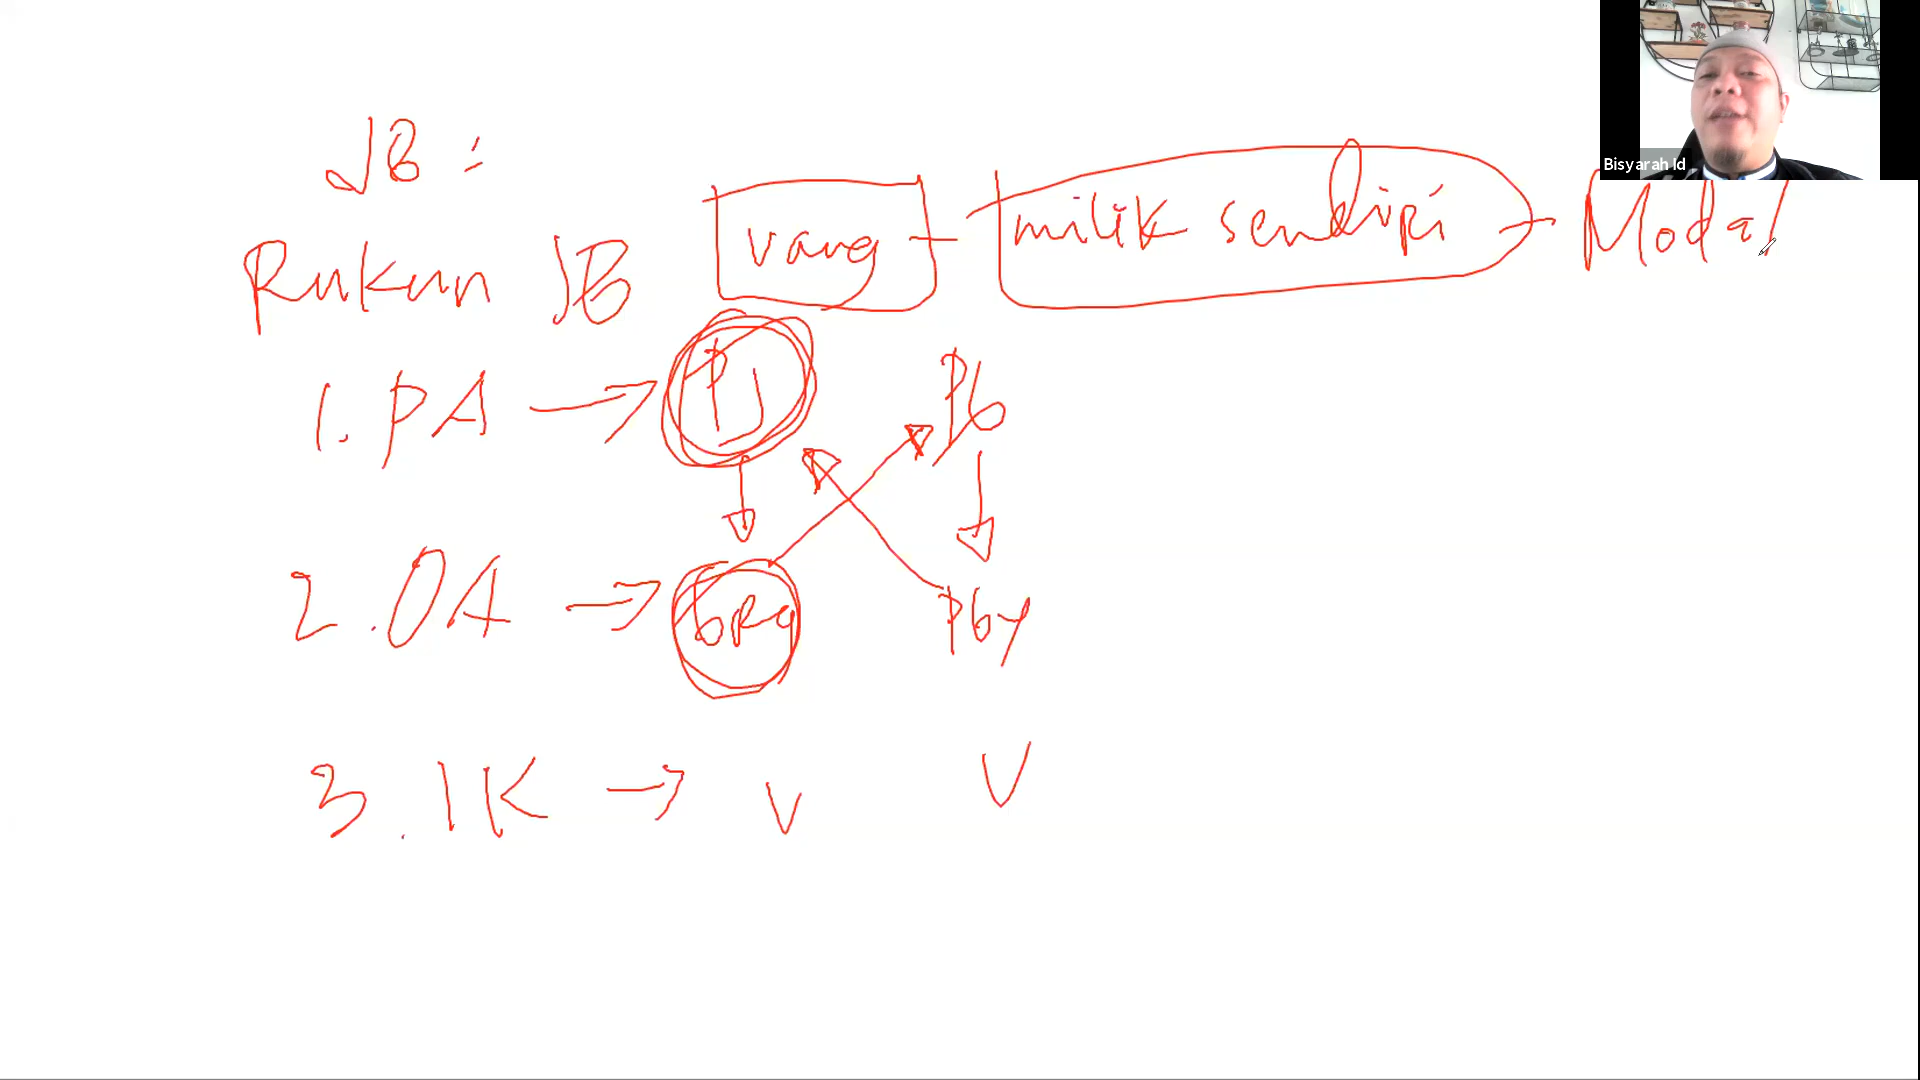 JB :
uang - milik sendiri - Modal
Rukun JB
1. PA → PJ Pb
2. OA → brg Pby
3. IK → v v
Bisyarah Id